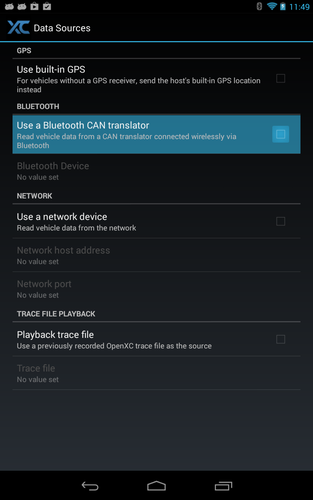 11:49
XC Data Sources
GPS
Use built-in GPS
For vehicles without a GPS receiver, send the host's built-in GPS location
instead
BLUETOOTH
Use a Bluetooth CAN translator
Read vehicle data from a CAN translator connected wirelessly via
Bluetooth
Bluetooth Device
No value set
NETWORK
Use a network device
Read vehicle data from the network
Network host address
No value set
Network port
No value set
TRACE FILE PLAYBACK
Playback trace file
Use a previously recorded OpenXC trace file as the source
Trace file
No value set